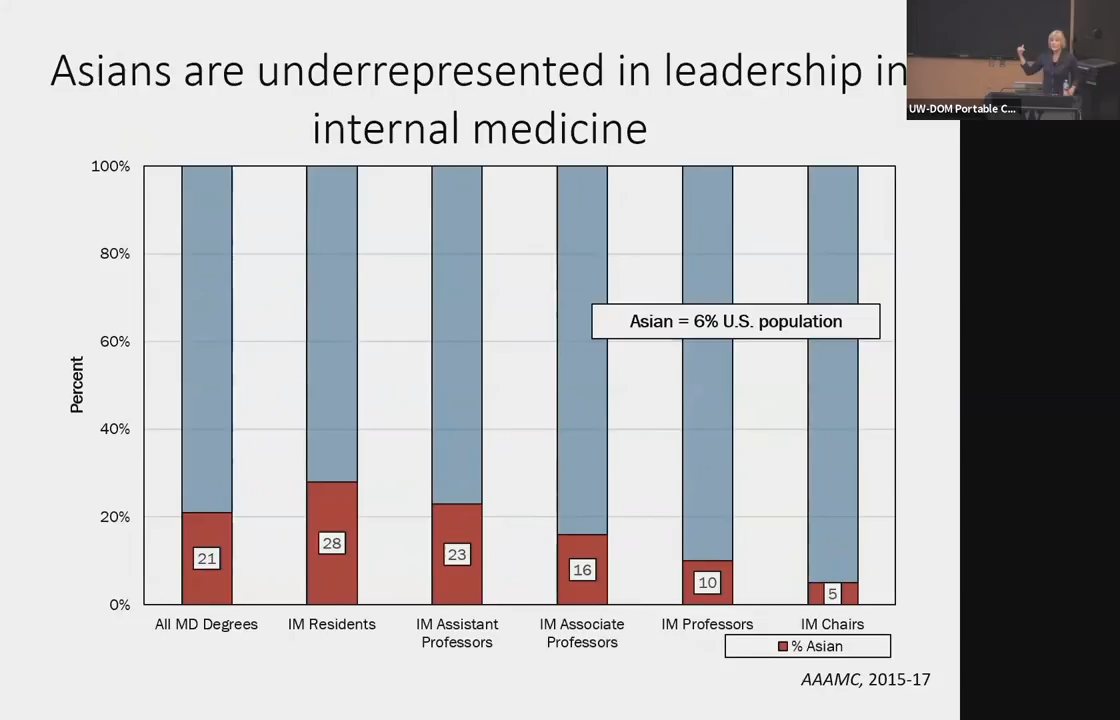 Asians are underrepresented in leadership in
internal medicine
UW-DOM Portable C...
100%
80%
60%
40%
20%
0%
Percent
Asian = 6% U.S. population
21
28
23
16
10
5
All MD Degrees
IM Residents
IM Assistant
Professors
IM Associate
Professors
IM Professors
IM Chairs
% Asian
AAAMC, 2015-17